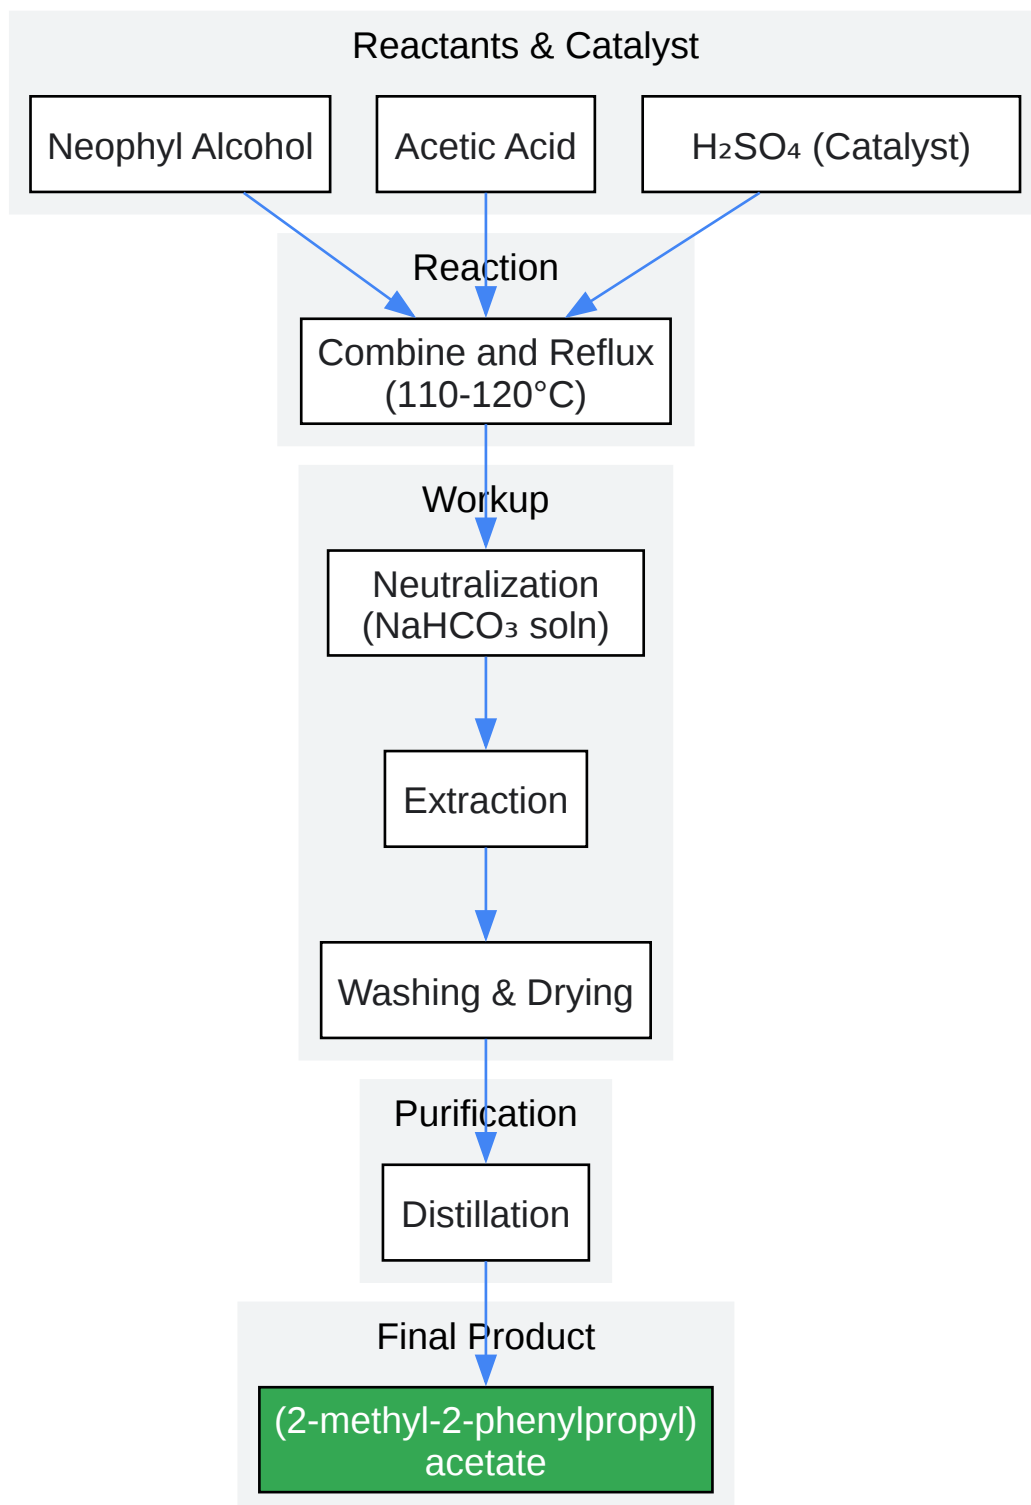 Reactants & Catalyst
Neophyl Alcohol
Acetic Acid
H₂SO₄ (Catalyst)
Reaction
Combine and Reflux
(110-120°C)
Workup
Neutralization
(NaHCO₃ soln)
Extraction
Washing & Drying
Purification
Distillation
Final Product
(2-methyl-2-phenylpropyl)
acetate